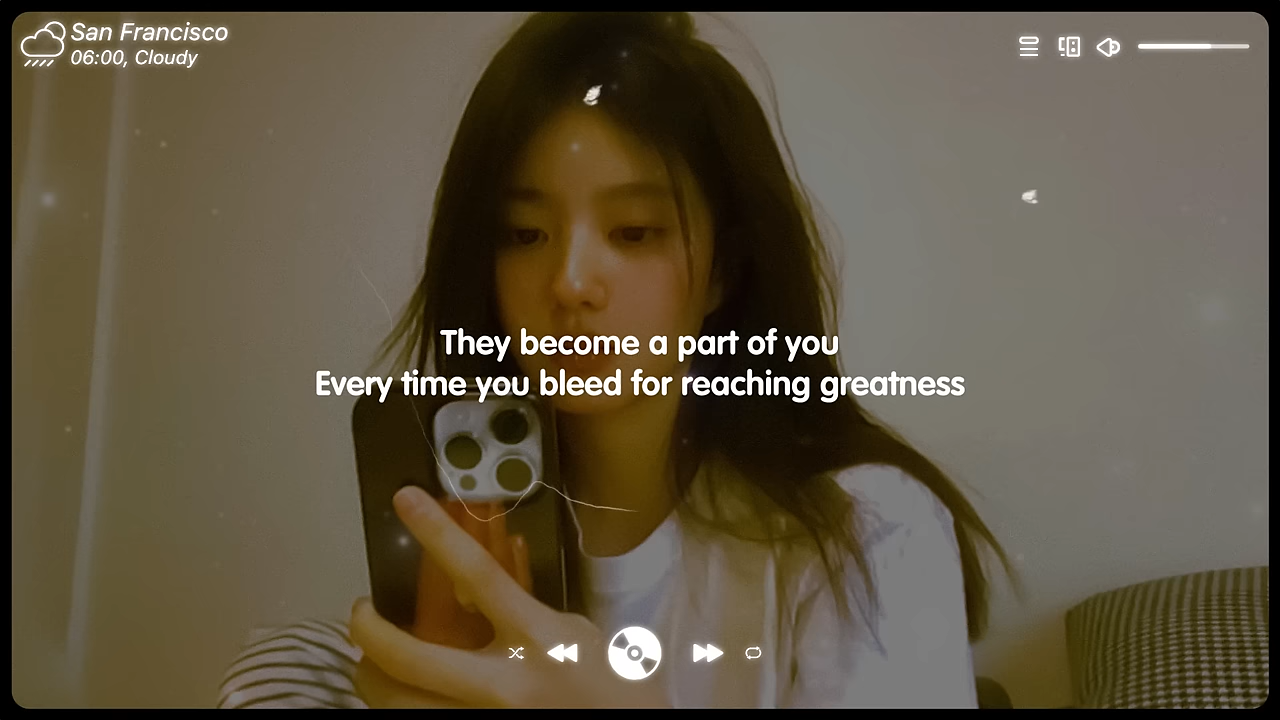 San Francisco
06:00, Cloudy
They become a part of you
Every time you bleed for reaching greatness